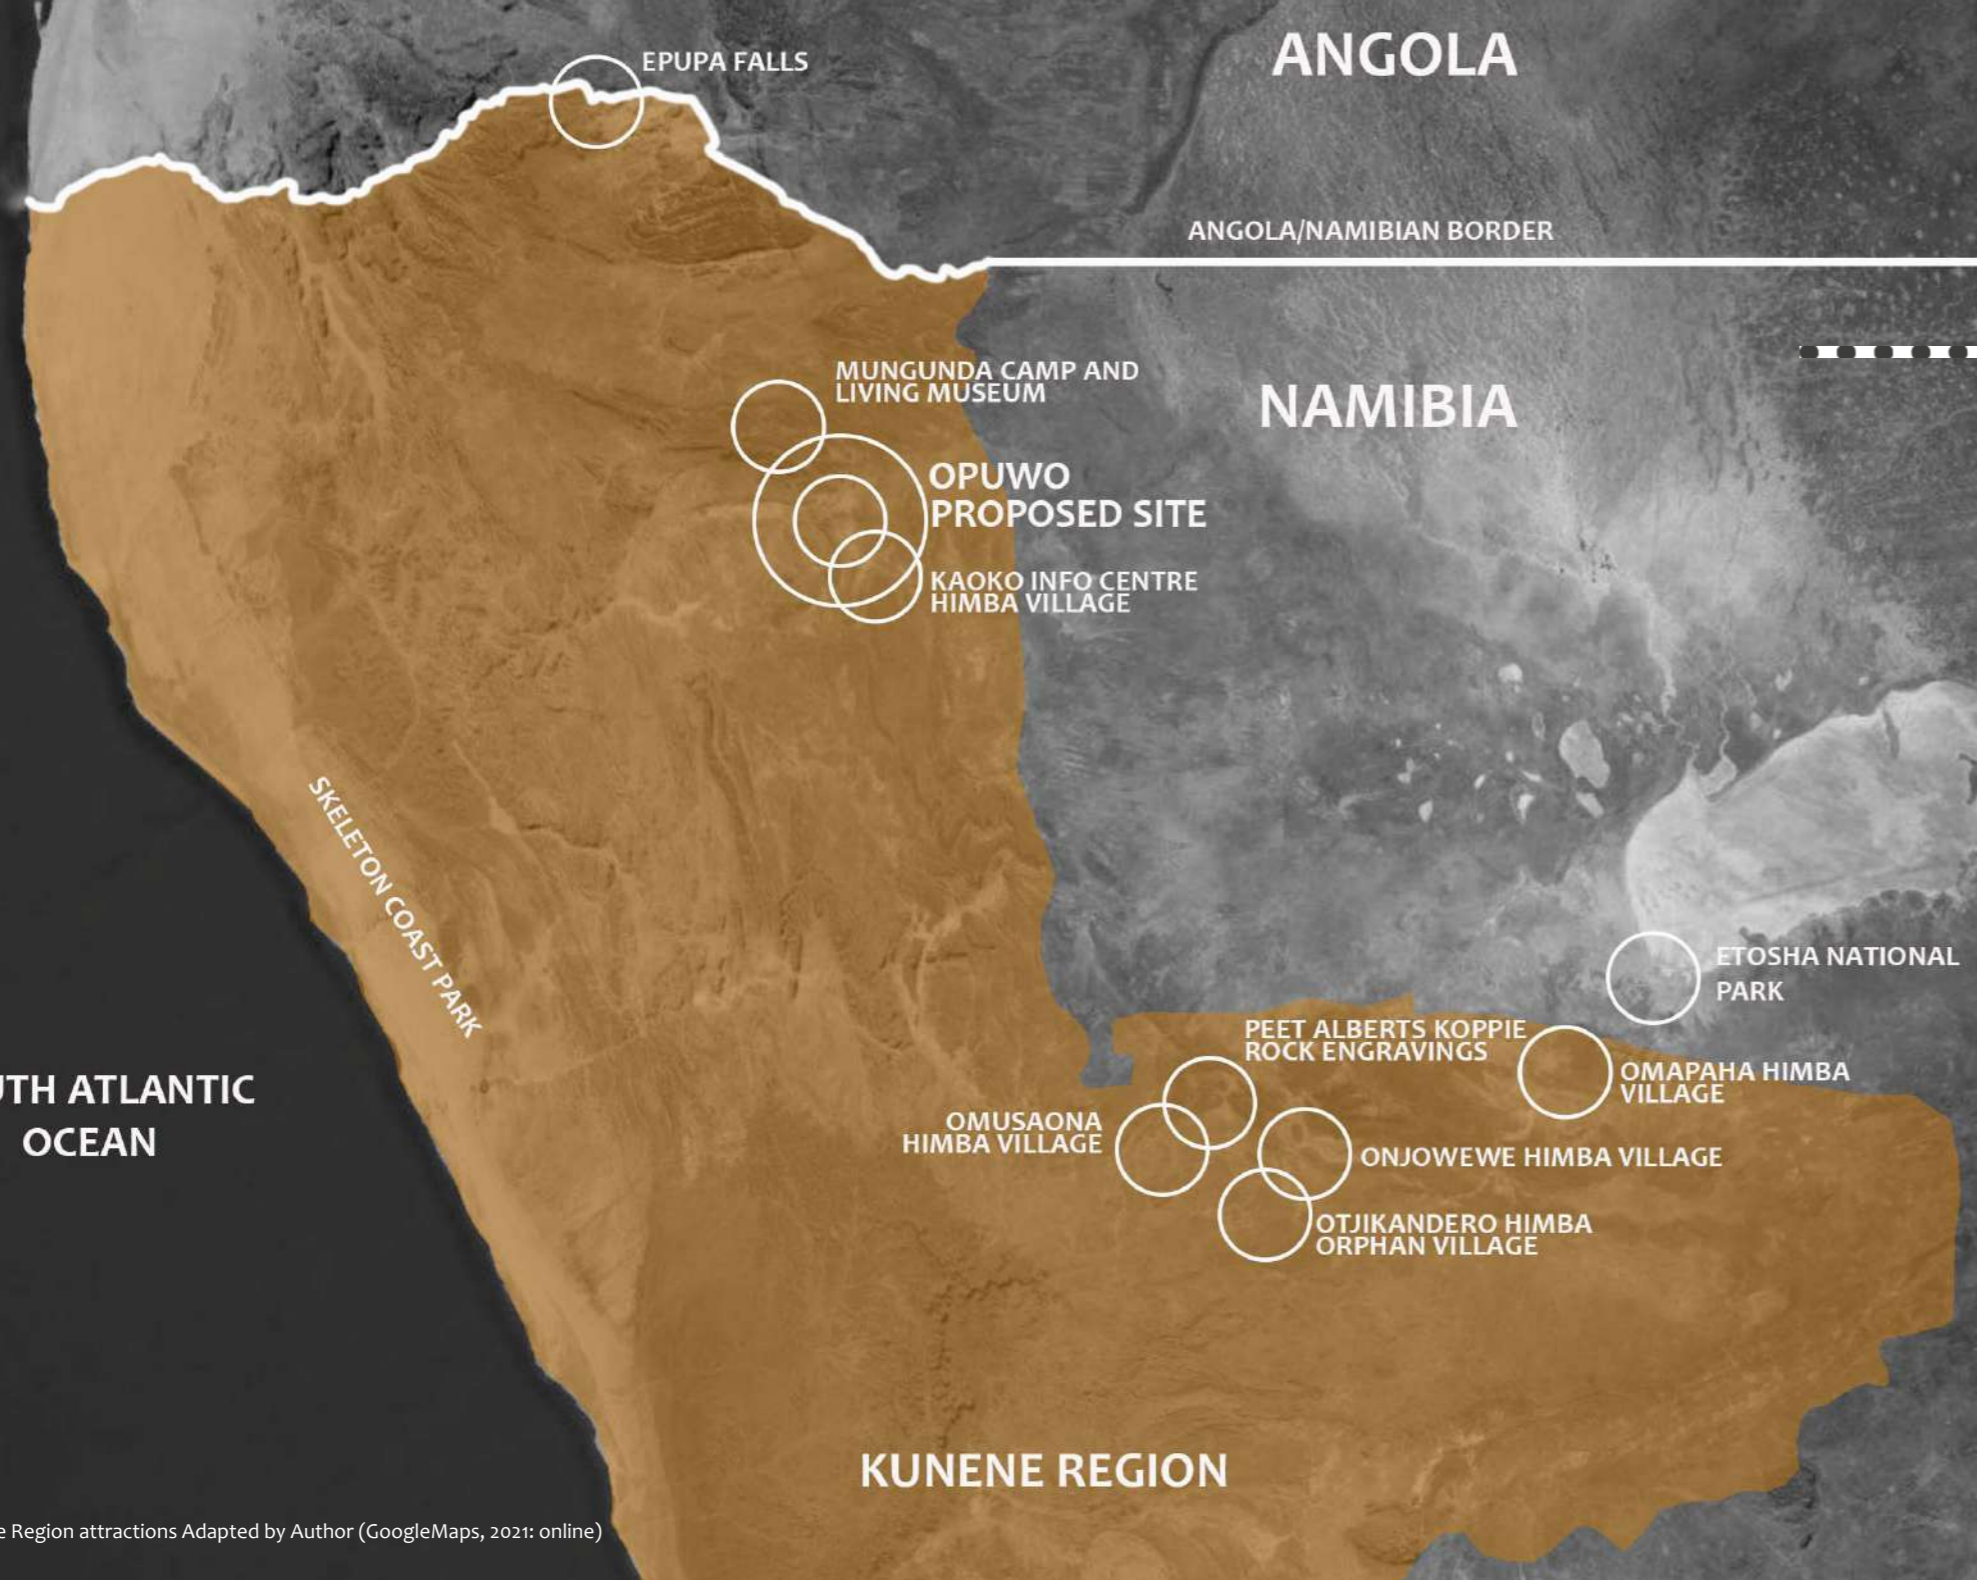 EPUPA FALLS
ANGOLA
ANGOLA/NAMIBIAN BORDER
MUNGUNDA CAMP AND
LIVING MUSEUM
NAMIBIA
OPUWO
PROPOSED SITE
KAOKO INFO CENTRE
HIMBA VILLAGE
SKELETON COAST PARK
ETOSHA NATIONAL
PARK
PEET ALBERTS KOPPIE
ROCK ENGRAVINGS
OMAPAHA HIMBA
VILLAGE
ATLANTIC
OCEAN
OMUSAONA
HIMBA VILLAGE
ONJOWEWE HIMBA VILLAGE
OTJIKANDERO HIMBA
ORPHAN VILLAGE
KUNENE REGION
Region attractions Adapted by Author (GoogleMaps, 2021: online)